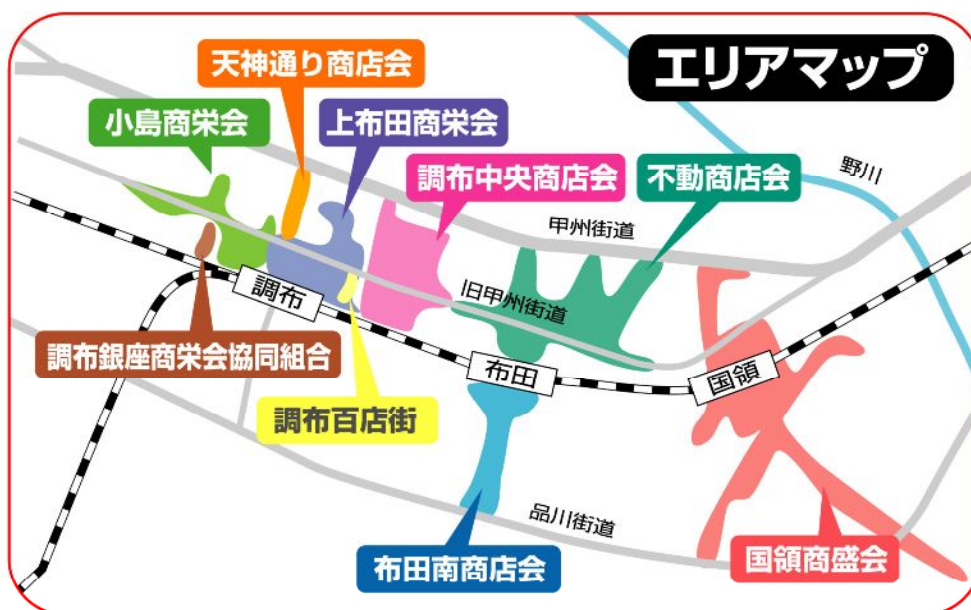 エリアマップ
天神通り商店会
小島商栄会
上布田商栄会
調布中央商店会
不動商店会
野川
甲州街道
旧甲州街道
調布
布田
国領
調布銀座商栄会協同組合
調布百店街
品川街道
布田南商店会
国領商盛会